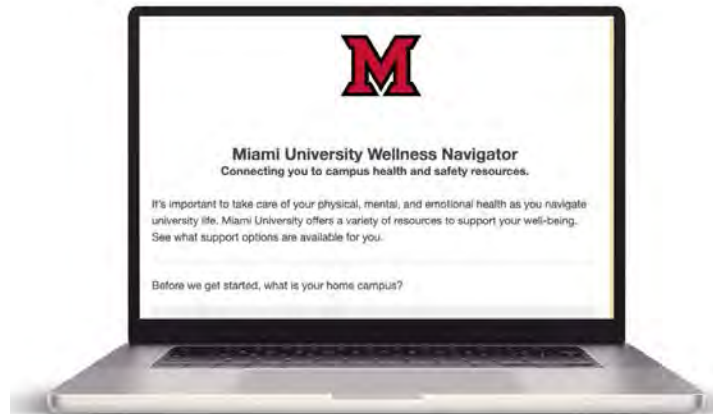 M
Miami University Wellness Navigator
Connecting you to campus health and safety resources.
It's important to take care of your physical, mental, and emotional health as you navigate
university life. Miami University offers a variety of resources to support your well-being.
See what support options are available for you.
Before we get started, what is your home campus?